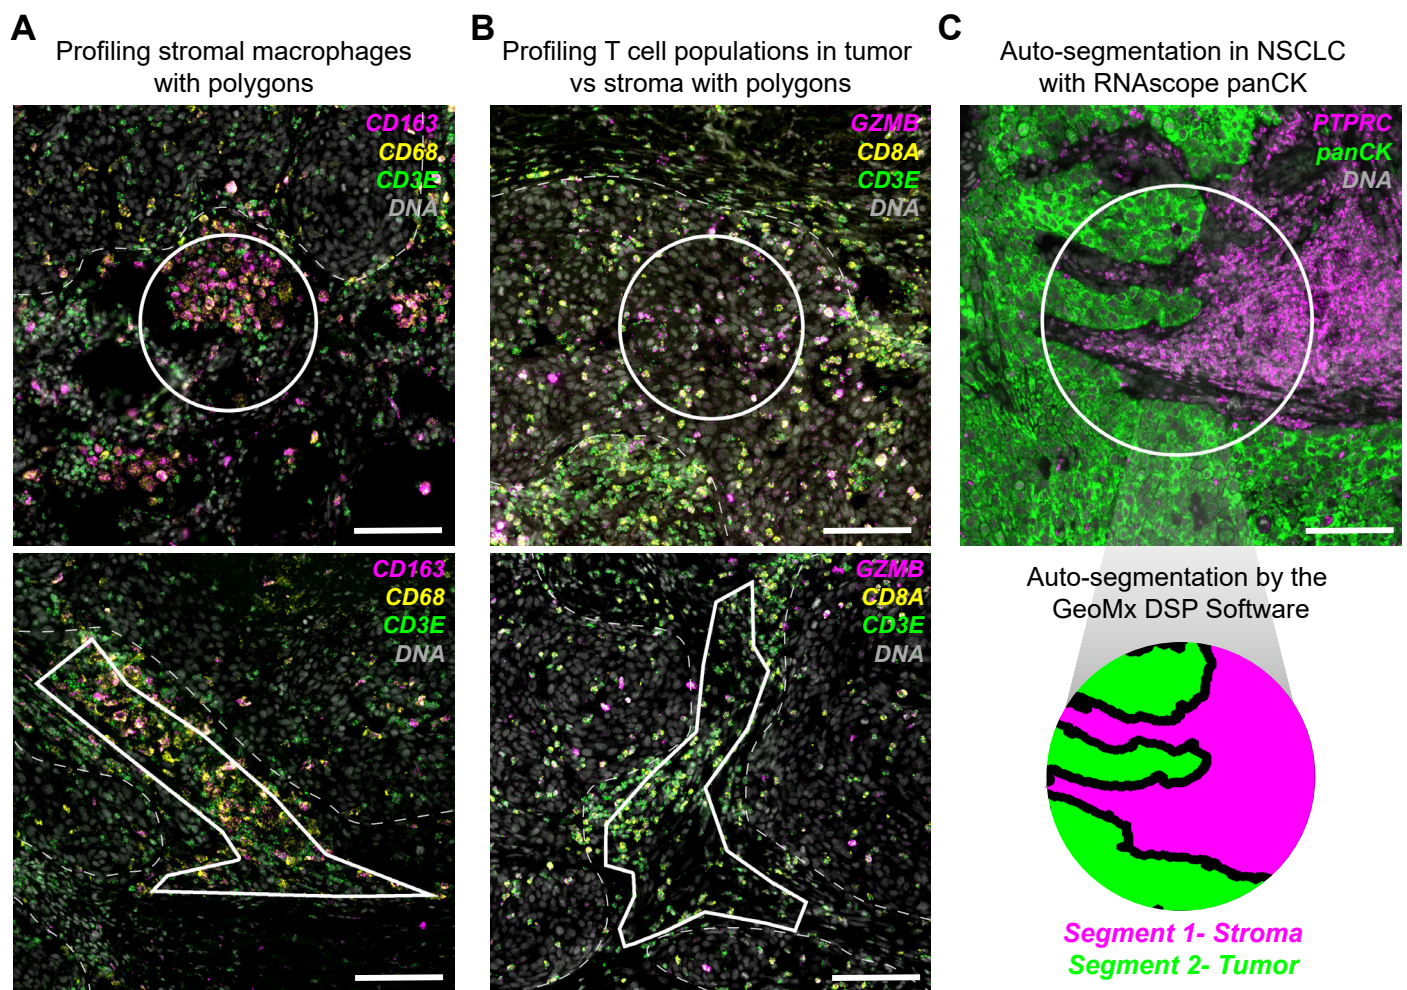 A
Profiling stromal macrophages
with polygons
CD163
CD68
CD3E
DNA
CD163
CD68
CD3E
DNA
B
Profiling T cell populations in tumor
vs stroma with polygons
GZMB
CD8A
CD3E
DNA
GZMB
CD8A
CD3E
DNA
C
Auto-segmentation in NSCLC
with RNAscope panCK
PTPRC
panCK
DNA
Auto-segmentation by the
GeoMx DSP Software
Segment 1- Stroma
Segment 2- Tumor